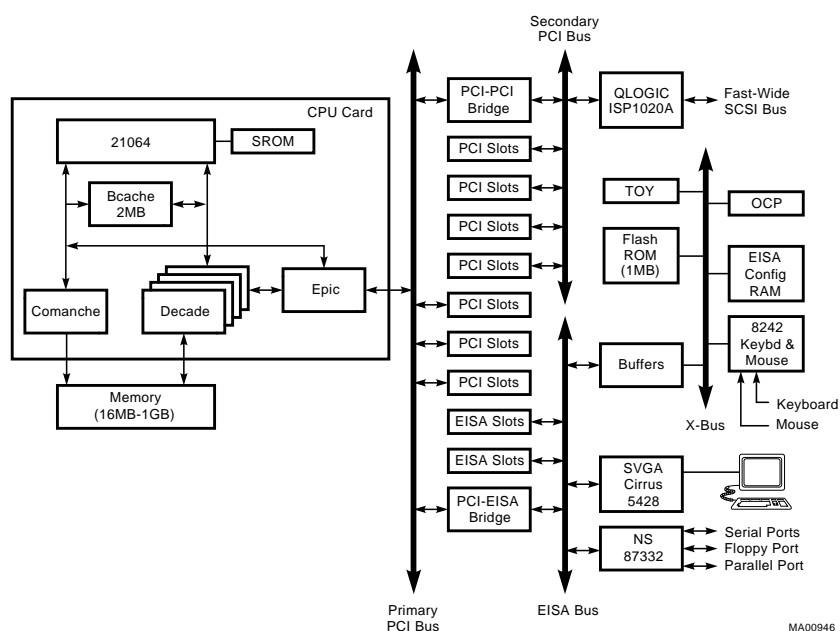 Secondary
PCI Bus
CPU Card
21064
SROM
Bcache
2MB
Comanche
Decade
Epic
Memory
(16MB-1GB)
PCI-PCI
Bridge
PCI Slots
PCI Slots
PCI Slots
PCI Slots
PCI Slots
PCI Slots
PCI Slots
EISA Slots
EISA Slots
PCI-EISA
Bridge
QLOGIC
ISP1020A
Fast-Wide
SCSI Bus
TOY
OCP
Flash
ROM
(1MB)
EISA
Config
RAM
8242
Keybd &
Mouse
Buffers
X-Bus
Keyboard
Mouse
SVGA
Cirrus
5428
NS
87332
Serial Ports
Floppy Port
Parallel Port
Primary
PCI Bus
EISA Bus
MA00946